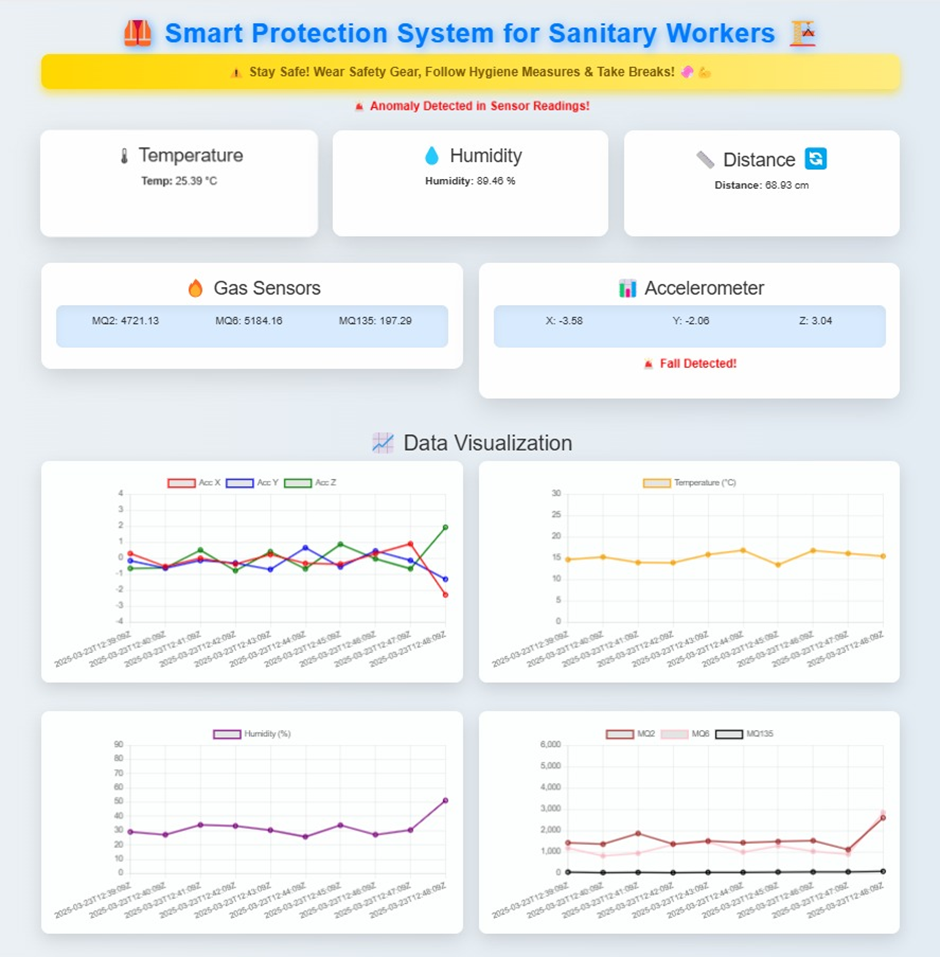 Smart Protection System for Sanitary Workers
Stay Safe! Wear Safety Gear, Follow Hygiene Measures & Take Breaks!
Anomaly Detected in Sensor Readings!
Temperature
Temp: 25.39 °C
Humidity
Humidity: 89.46 %
Distance
Distance: 68.93 cm
Gas Sensors
MQ2: 4721.13 MQ6: 5184.16 MQ135: 197.29
Accelerometer
X: -3.58 Y: -2.06 Z: 3.04
Fall Detected!
Data Visualization
Acc X Acc Y Acc Z
4
3
2
1
0
-1
-2
-3
-4
2025-03-23T12:39:09Z
2025-03-23T12:40:09Z
2025-03-23T12:41:09Z
2025-03-23T12:42:09Z
2025-03-23T12:43:09Z
2025-03-23T12:44:09Z
2025-03-23T12:45:09Z
2025-03-23T12:46:09Z
2025-03-23T12:47:09Z
2025-03-23T12:48:09Z
Temperature (°C)
30
25
20
15
10
5
0
2025-03-23T12:39:09Z
2025-03-23T12:40:09Z
2025-03-23T12:41:09Z
2025-03-23T12:42:09Z
2025-03-23T12:43:09Z
2025-03-23T12:44:09Z
2025-03-23T12:45:09Z
2025-03-23T12:46:09Z
2025-03-23T12:47:09Z
2025-03-23T12:48:09Z
Humidity (%)
90
80
70
60
50
40
30
20
10
0
2025-03-23T12:39:09Z
2025-03-23T12:40:09Z
2025-03-23T12:41:09Z
2025-03-23T12:42:09Z
2025-03-23T12:43:09Z
2025-03-23T12:44:09Z
2025-03-23T12:45:09Z
2025-03-23T12:46:09Z
2025-03-23T12:47:09Z
2025-03-23T12:48:09Z
MQ2 MQ6 MQ135
6,000
5,000
4,000
3,000
2,000
1,000
0
2025-03-23T12:39:09Z
2025-03-23T12:40:09Z
2025-03-23T12:41:09Z
2025-03-23T12:42:09Z
2025-03-23T12:43:09Z
2025-03-23T12:44:09Z
2025-03-23T12:45:09Z
2025-03-23T12:46:09Z
2025-03-23T12:47:09Z
2025-03-23T12:48:09Z